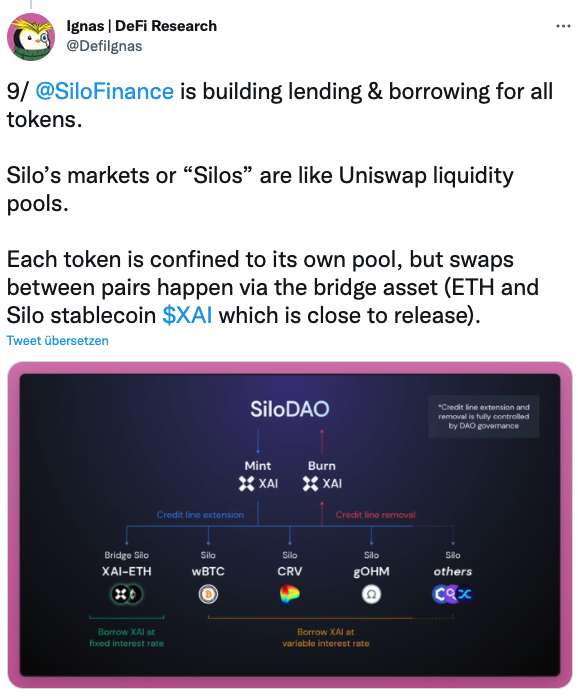 Ignas | DeFi Research
@DefiIgnas
9/ @SiloFinance is building lending & borrowing for all
tokens.
Silo’s markets or “Silos” are like Uniswap liquidity
pools.
Each token is confined to its own pool, but swaps
between pairs happen via the bridge asset (ETH and
Silo stablecoin $XAI which is close to release).
Tweet übersetzen
SiloDAO
*Credit line extension and
removal is fully controlled
by DAO governance
Mint
XAI
Burn
XAI
Credit line extension
Credit line removal
Bridge Silo
XAI-ETH
Silo
wBTC
Silo
CRV
Silo
gOHM
Silo
others
Borrow XAI at
fixed interest rate
Borrow XAI at
variable interest rate